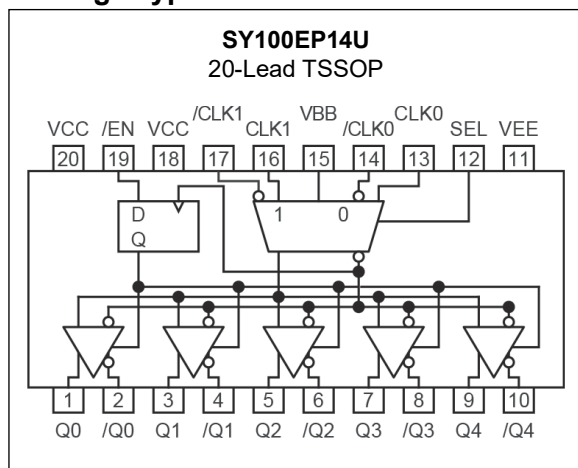 SY100EP14U
20-Lead TSSOP
VCC /EN VCC /CLK1 CLK1 VBB /CLK0 CLK0 SEL VEE
20 19 18 17 16 15 14 13 12 11
D 1 0
Q
1 2 3 4 5 6 7 8 9 10
Q0 /Q0 Q1 /Q1 Q2 /Q2 Q3 /Q3 Q4 /Q4